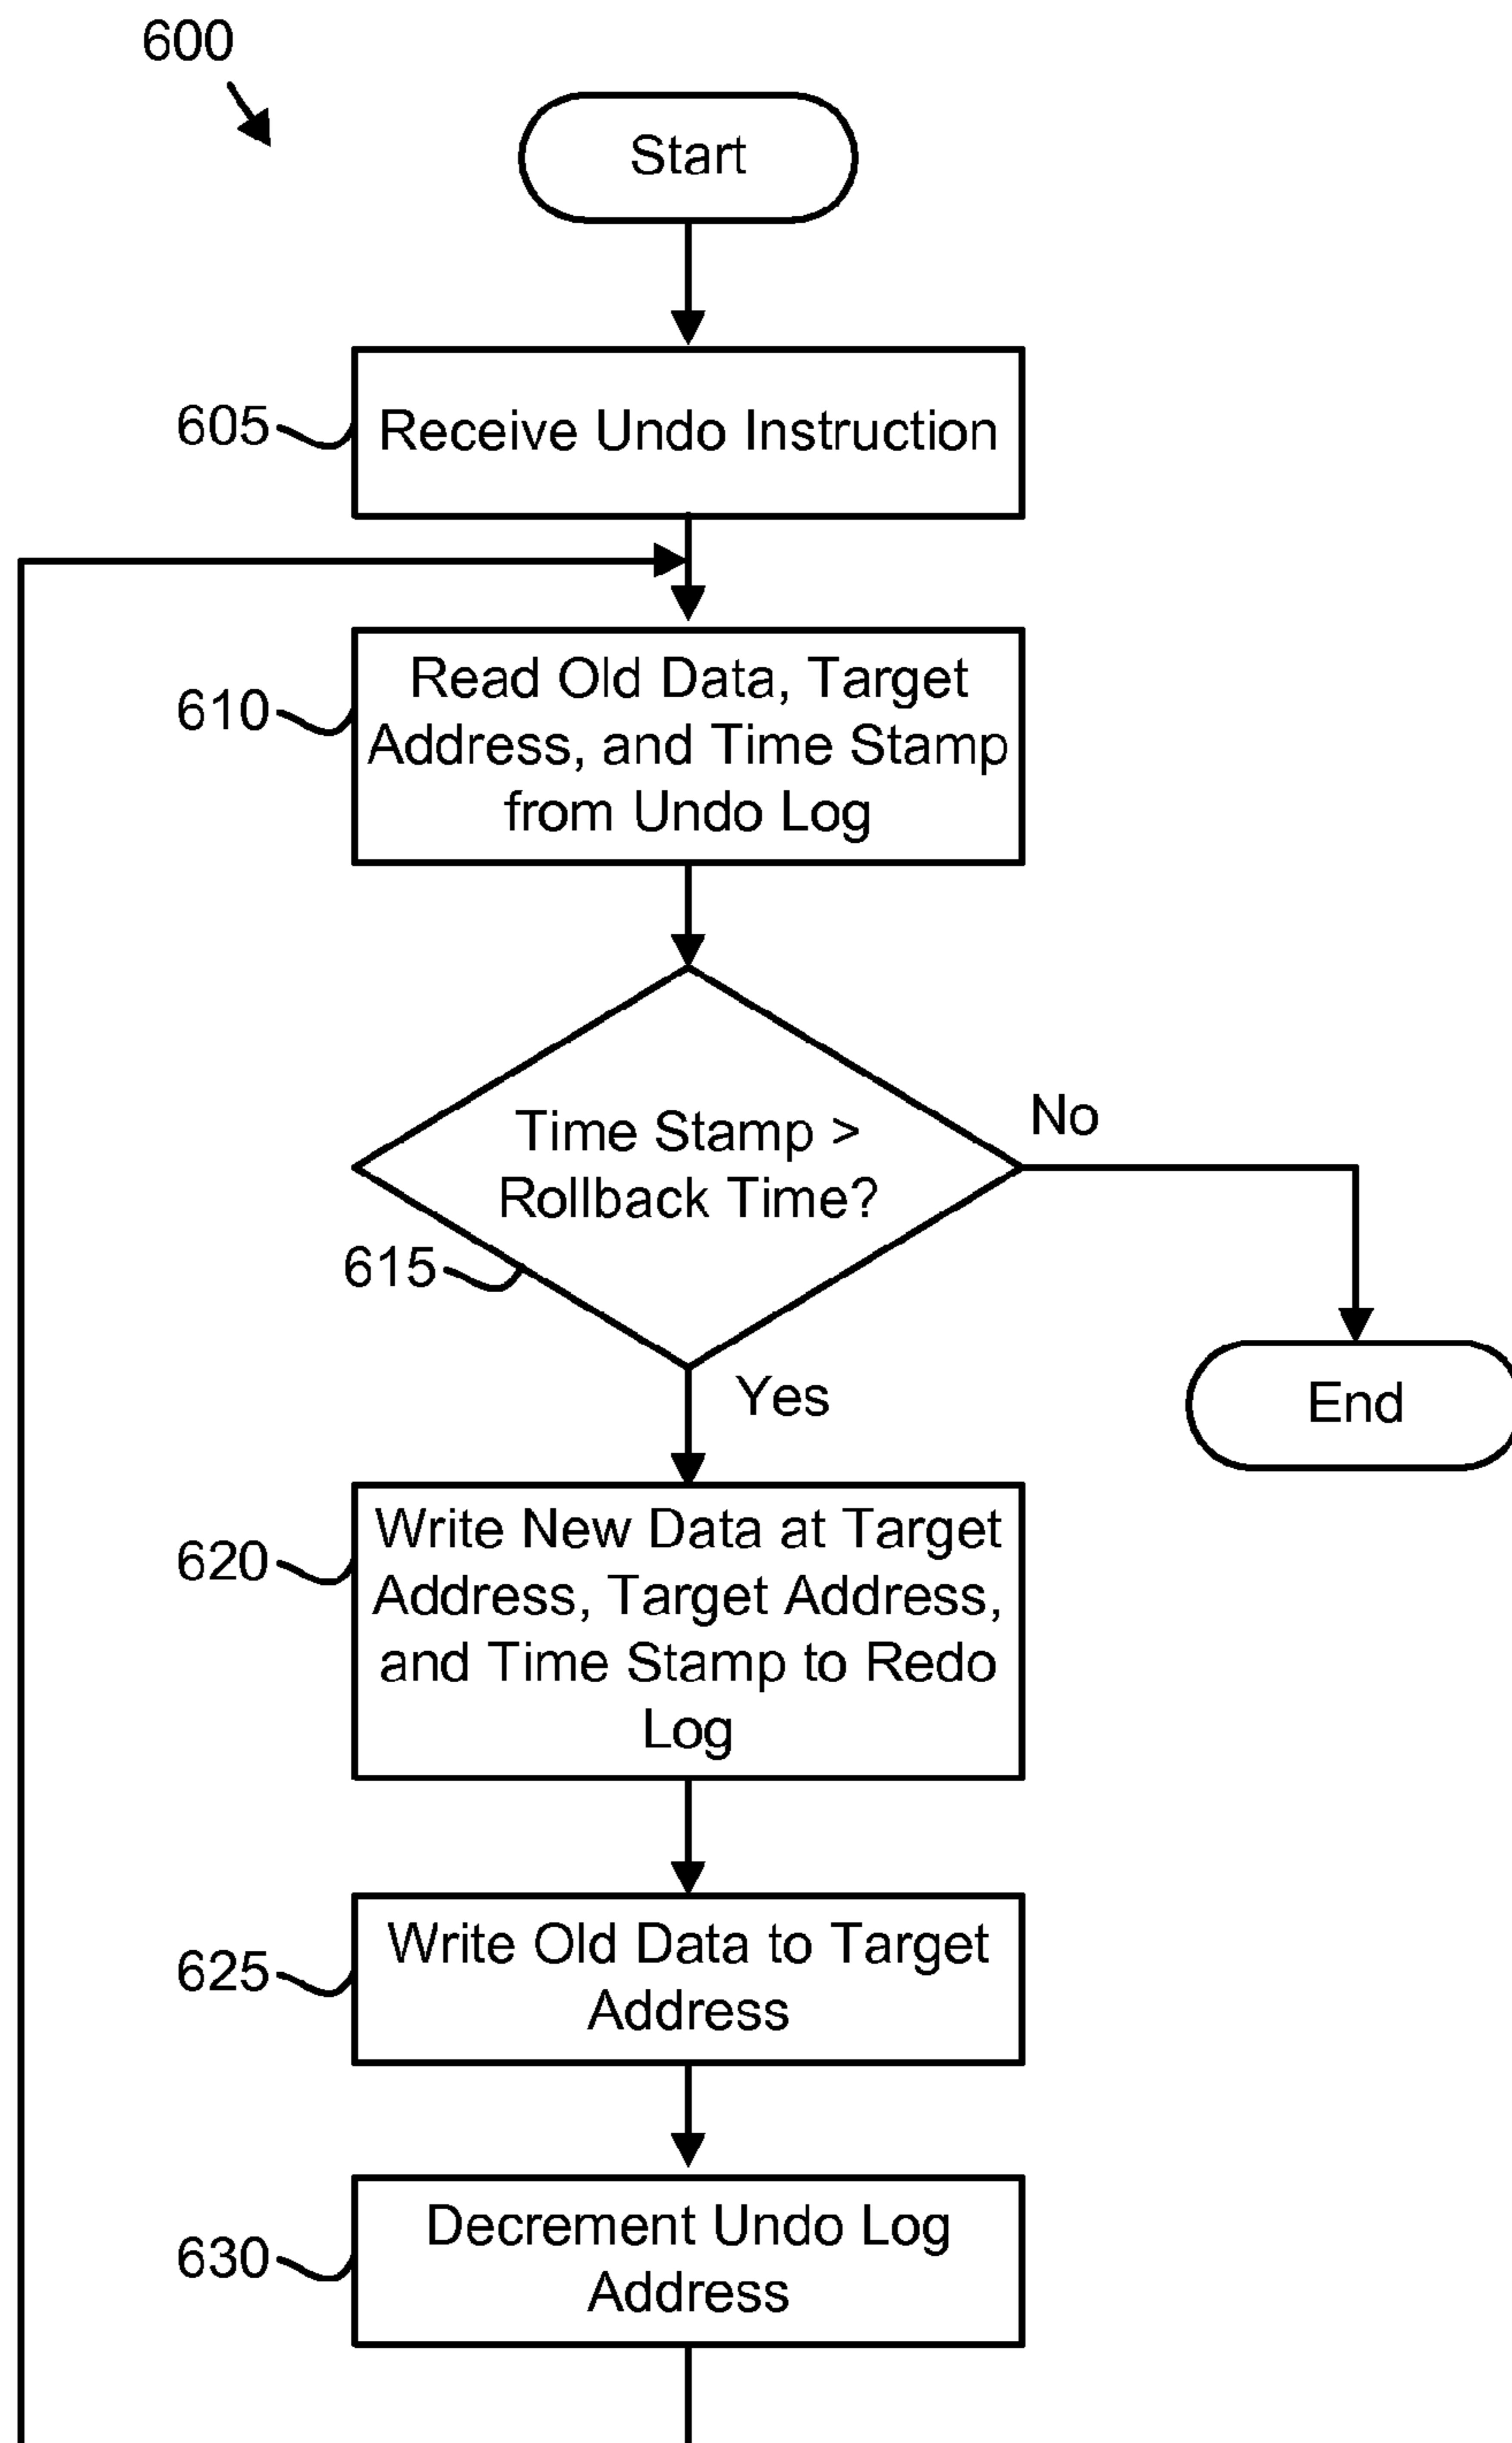 600
Start
605
Receive Undo Instruction
610
Read Old Data, Target
Address, and Time Stamp
from Undo Log
Time Stamp >
Rollback Time?
No
615
Yes
End
620
Write New Data at Target
Address, Target Address,
and Time Stamp to Redo
Log
625
Write Old Data to Target
Address
630
Decrement Undo Log
Address